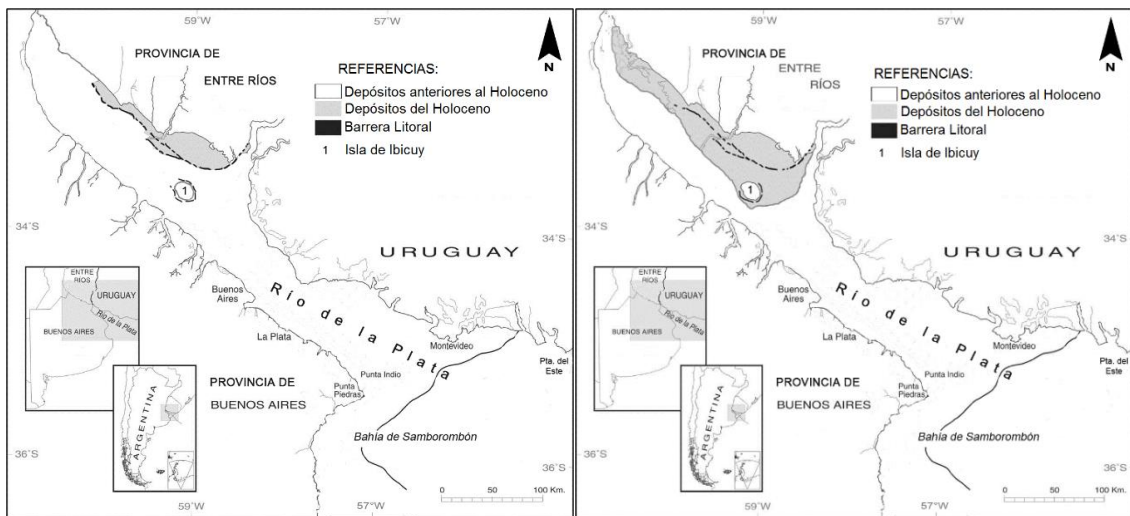 59°W
57°W
PROVINCIA DE
ENTRE RÍOS
N
REFERENCIAS:
Depósitos anteriores al Holoceno
Depósitos del Holoceno
Barrera Litoral
1 Isla de Ibicuy
1
34°S
34°S
URUGUAY
ENTRE
RÍOS
URUGUAY
Río de la Plata
BUENOS AIRES
Buenos
Aires
Río de la Plata
La Plata
Montevideo
Pta. del
Este
Punta Indio
Punta
Piedras
PROVINCIA DE
BUENOS AIRES
ARGENTINA
Bahía de Samborombón
36°S
36°S
0 50 100 Km.
59°W
57°W
59°W
57°W
PROVINCIA DE
ENTRE
RÍOS
N
REFERENCIAS:
Depósitos anteriores al Holoceno
Depósitos del Holoceno
Barrera Litoral
1 Isla de Ibicuy
1
34°S
URUGUAY
ENTRE
RÍOS
URUGUAY
Río de la Plata
BUENOS AIRES
Buenos
Aires
Río de la Plata
La Plata
Montevideo
Pta. del
Este
Punta Indio
Punta
Piedras
PROVINCIA DE
BUENOS AIRES
ARGENTINA
Bahía de Samborombón
36°S
0 50 100 Km.
59°W
57°W